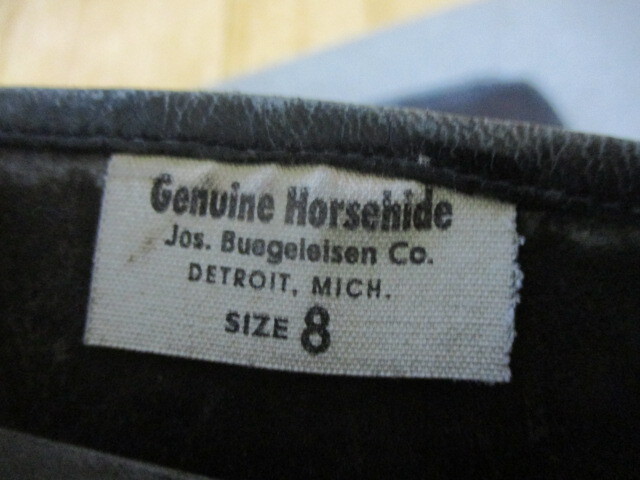 Genuine Horsehide
Jos. Buegeleisen Co.
DETROIT, MICH.
SIZE 8